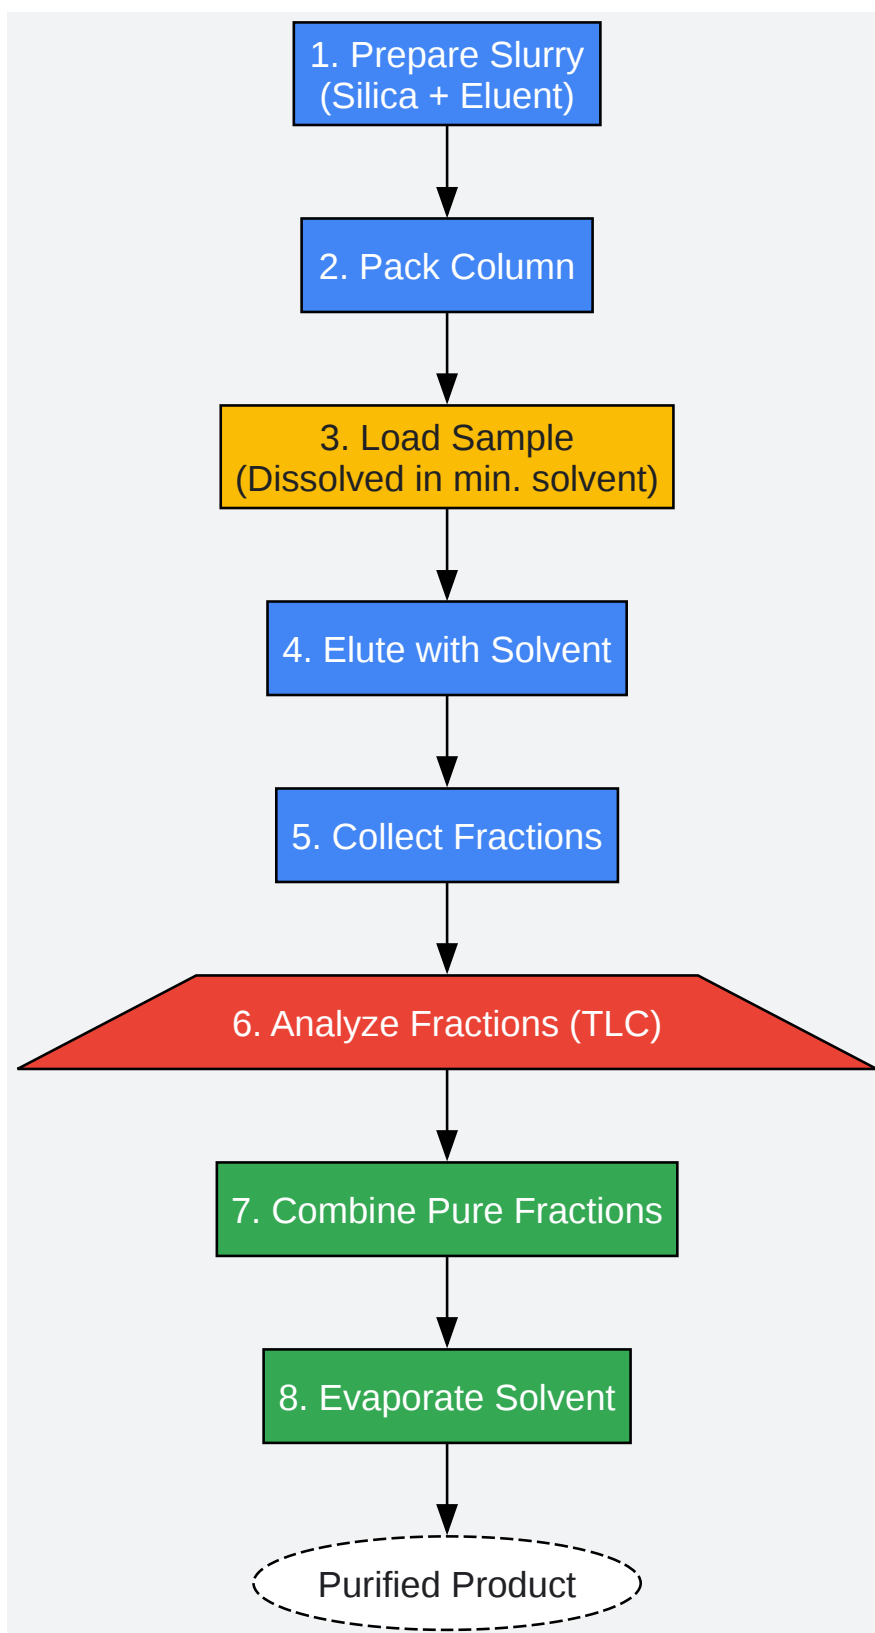 1. Prepare Slurry
(Silica + Eluent)
2. Pack Column
3. Load Sample
(Dissolved in min. solvent)
4. Elute with Solvent
5. Collect Fractions
6. Analyze Fractions (TLC)
7. Combine Pure Fractions
8. Evaporate Solvent
Purified Product